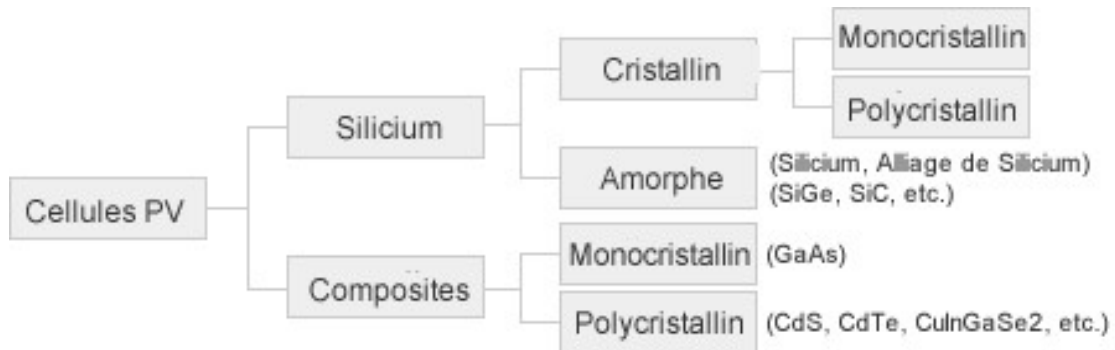 Cellules PV
Silicium
Cristallin
Monocristallin
Polycristallin
Amorphe
(Silicium, Alliage de Silicium)
(SiGe, SiC, etc.)
Composites
Monocristallin
(GaAs)
Polycristallin
(CdS, CdTe, CuInGaSe2, etc.)